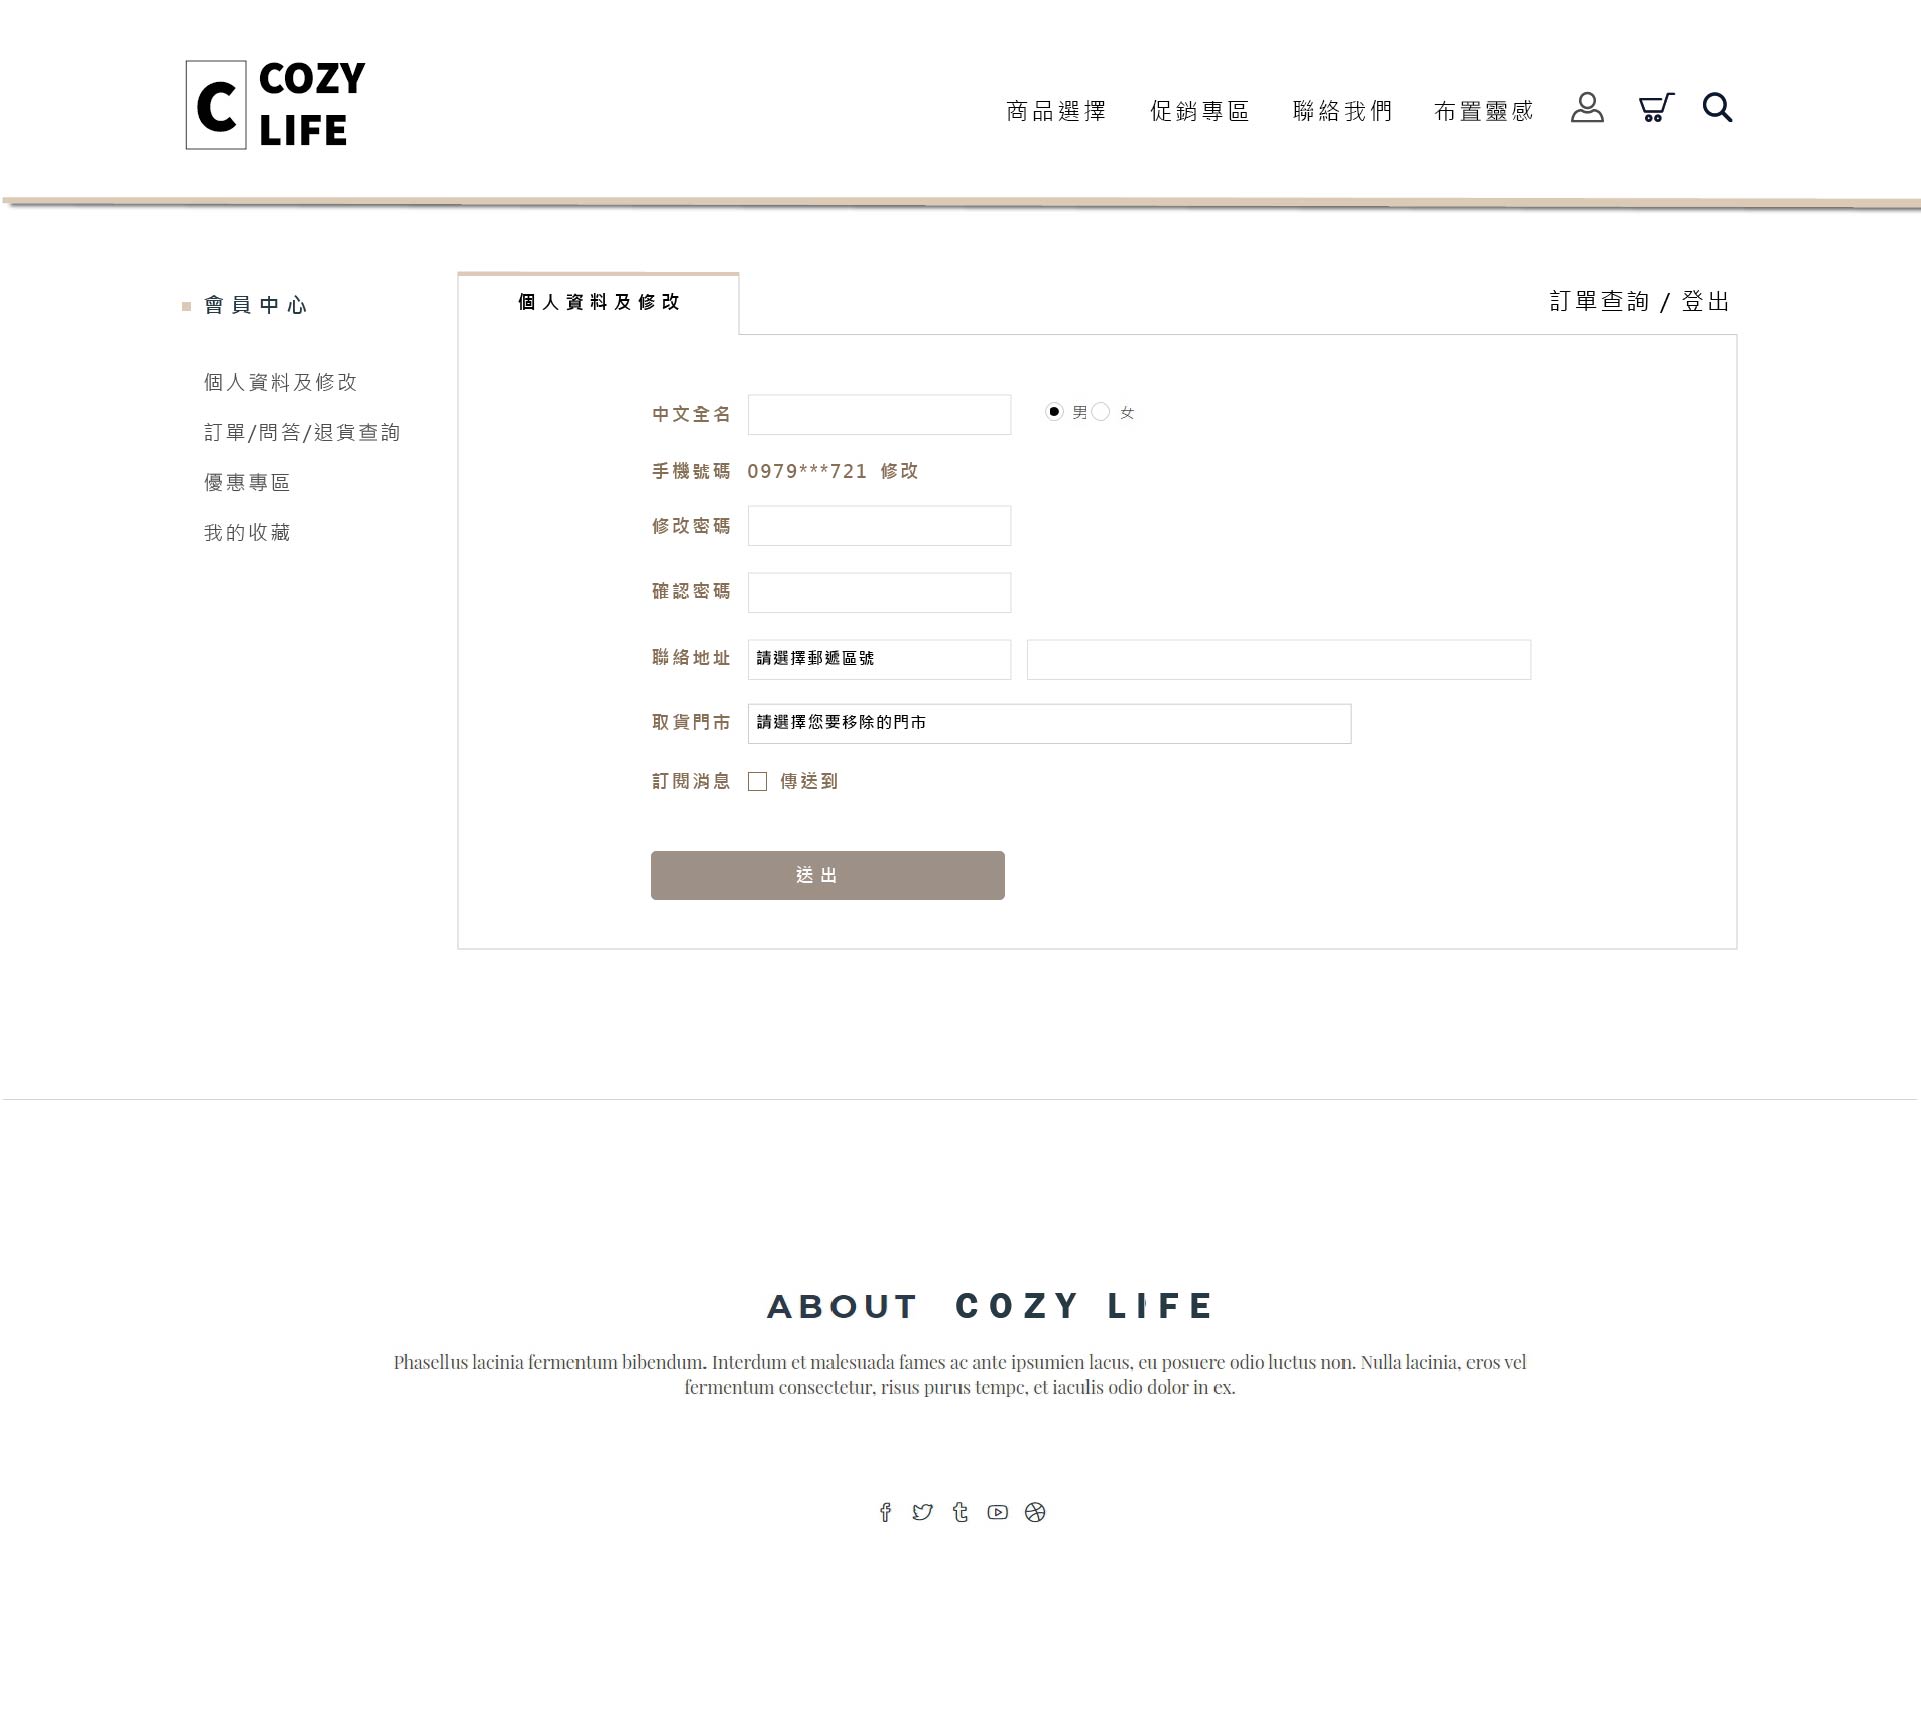 C
COZY
LIFE
商品選擇 促銷專區 聯絡我們 布置靈感
會員中心
個人資料及修改
訂單/問答/退貨查詢
優惠專區
我的收藏
個人資料及修改
訂單查詢 / 登出
中文全名 男 女
手機號碼 0979***721 修改
修改密碼
確認密碼
聯絡地址 請選擇郵遞區號
取貨門市 請選擇您要移除的門市
訂閱消息 傳送到
送出
ABOUT COZY LIFE
Phasellus lacinia fermentum bibendum. Interdum et malesuada fames ac ante ipsumien lacus, eu posuere odio luctus non. Nulla lacinia, eros vel
fermentum consectetur, risus purus tempc, et iaculis odio dolor in ex.